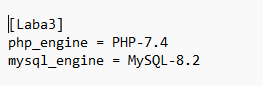 [Laba3]
php_engine = PHP-7.4
mysql_engine = MySQL-8.2